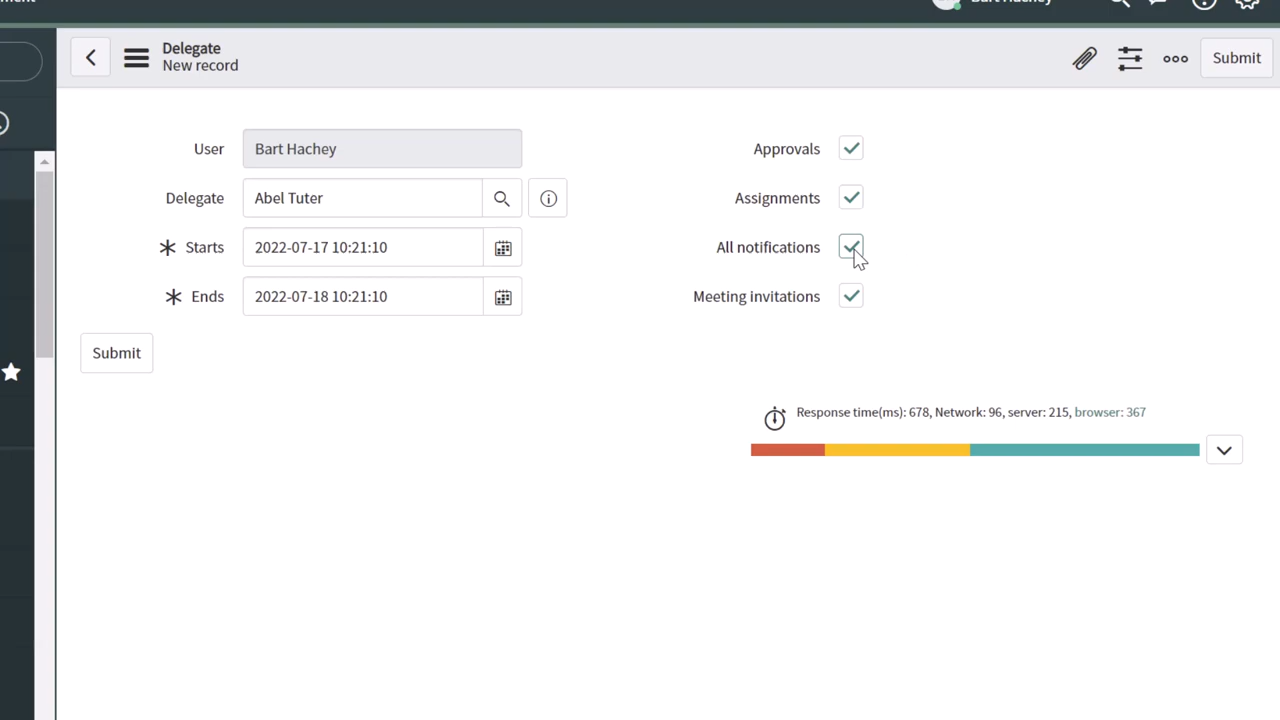 Bart Hachey
Delegate
New record
Submit
User
Bart Hachey
Approvals
Delegate
Abel Tuter
Assignments
Starts
2022-07-17 10:21:10
All notifications
Ends
2022-07-18 10:21:10
Meeting invitations
Submit
Response time(ms): 678, Network: 96, server: 215, browser: 367